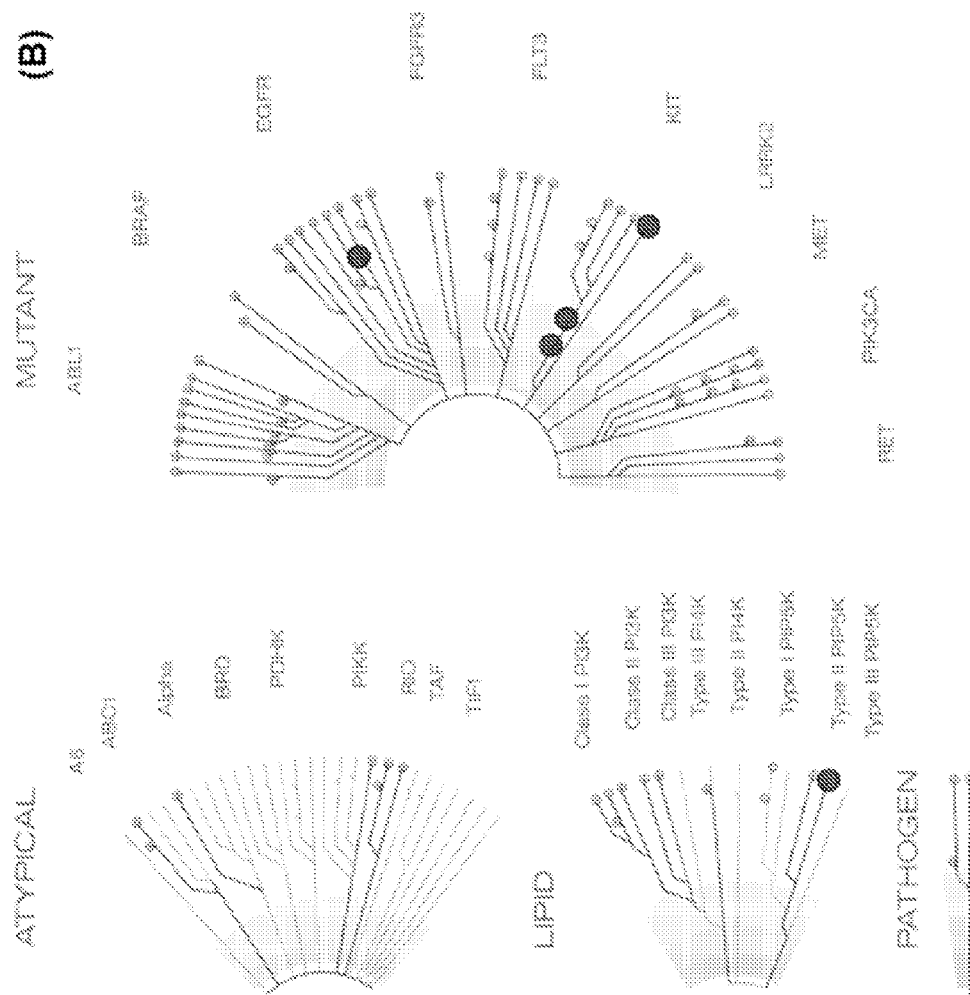 (B)
MUTANT
ABL1
BRAF
EGFR
FGFR3
FLT3
KIT
LRRK2
MET
PIK3CA
RET
ATYPICAL
A6
ABC1
Alpha
BRD
PDHK
PIKK
RIO
TAF
TIF1
LIPID
Class I PI3K
Class II PI3K
Class III PI3K
Type III PI4K
Type II PI4K
Type I PIP5K
Type II PIP5K
Type III PIP5K
PATHOGEN